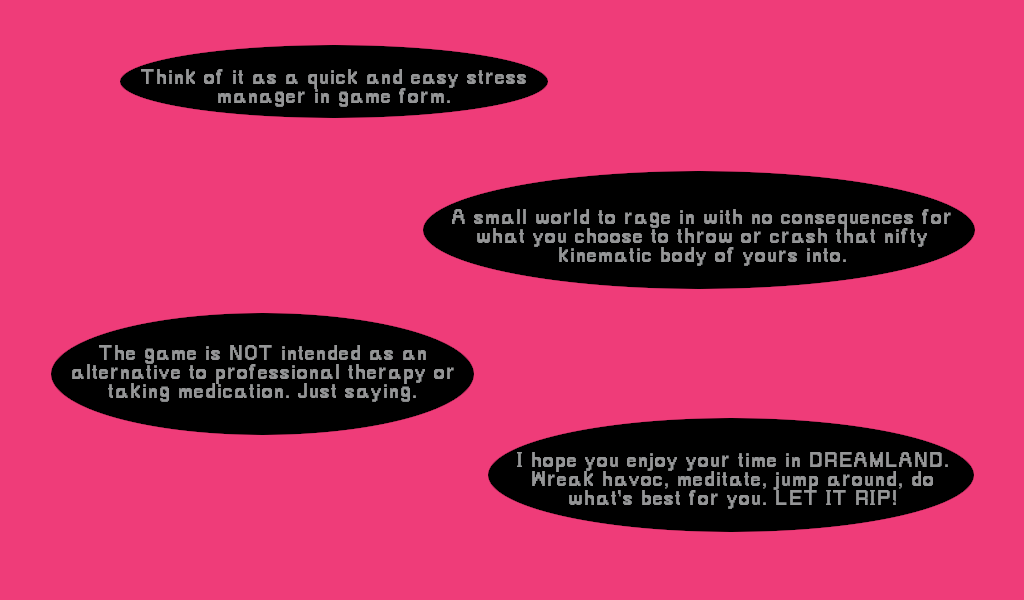 Think of it as a quick and easy stress
manager in game form.
A small world to rage in with no consequences for
what you choose to throw or crash that nifty
kinematic body of yours into.
The game is NOT intended as an
alternative to professional therapy or
taking medication. Just saying.
I hope you enjoy your time in DREAMLAND.
Wreak havoc, meditate, jump around, do
what's best for you. LET IT RIP!